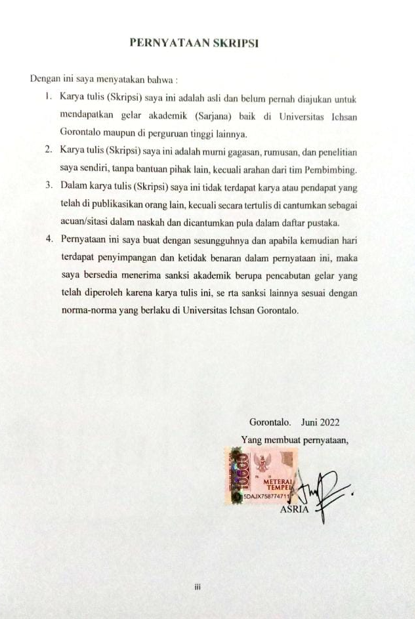 PERNYATAAN SKRIPSI
Dengan ini saya menyatakan bahwa :
1. Karya tulis (Skripsi) saya ini adalah asli dan belum pernah diajukan untuk
mendapatkan gelar akademik (Sarjana) baik di Universitas Ichsan
Gorontalo maupun di perguruan tinggi lainnya.
2. Karya tulis (Skripsi) saya ini adalah murni gagasan, rumusan, dan penelitian
saya sendiri, tanpa bantuan pihak lain, kecuali arahan dari tim Pembimbing.
3. Dalam karya tulis (Skripsi) saya ini tidak terdapat karya atau pendapat yang
telah di publikasikan orang lain, kecuali secara tertulis di cantumkan sebagai
acuan/sitasi dalam naskah dan dicantumkan pula dalam daftar pustaka.
4. Pernyataan ini saya buat dengan sesungguhnya dan apabila kemudian hari
terdapat penyimpangan dan ketidak benaran dalam pernyataan ini, maka
saya bersedia menerima sanksi akademik berupa pencabutan gelar yang
telah diperoleh karena karya tulis ini, se rta sanksi lainnya sesuai dengan
norma-norma yang berlaku di Universitas Ichsan Gorontalo.
Gorontalo. Juni 2022
Yang membuat pernyataan,
10000
METERAI
TEMPEL
ASRIA
iii